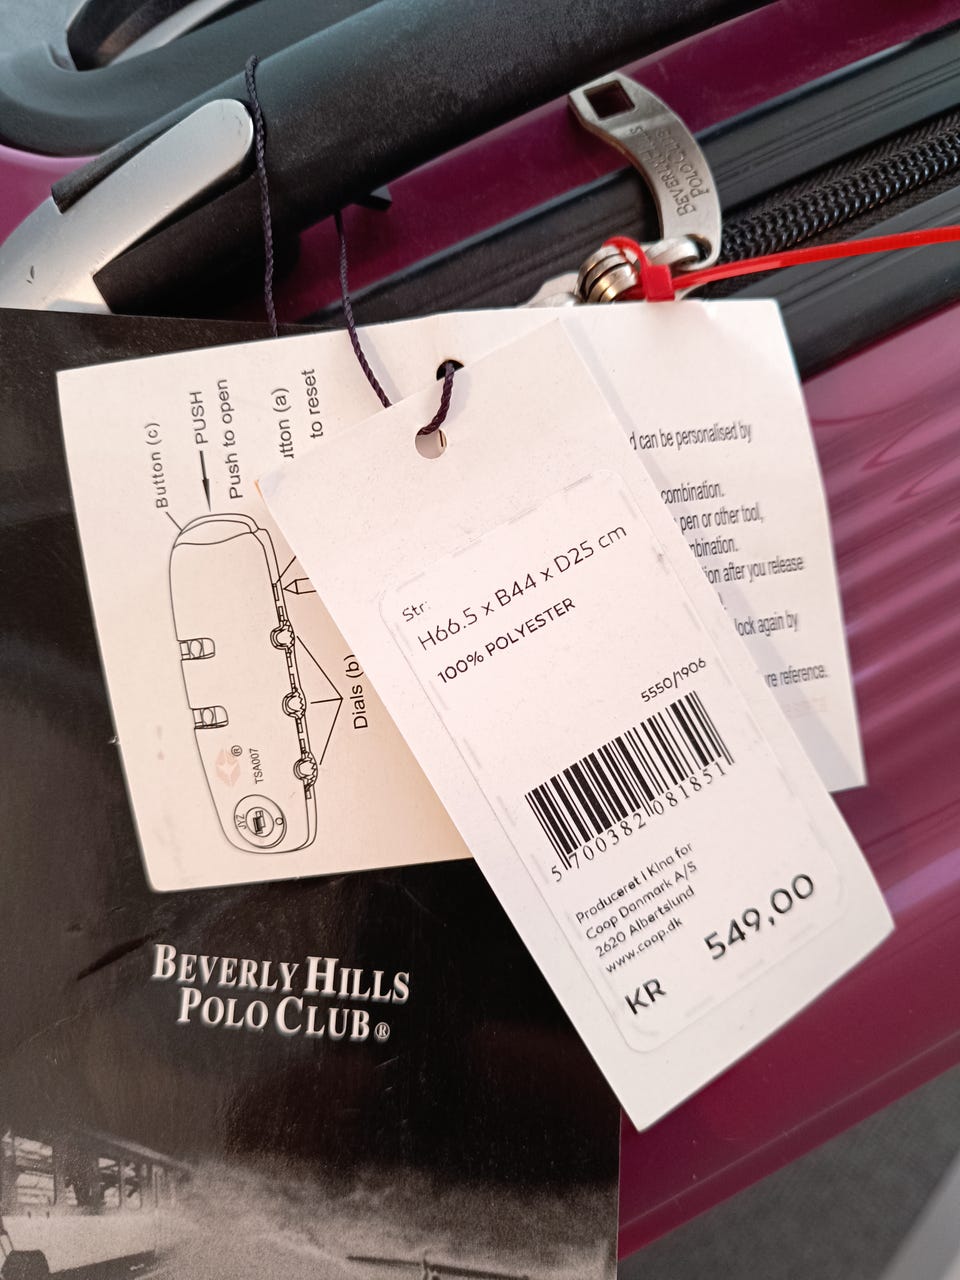 BEVERLY HILLS
POLO CLUB
Button (c)
PUSH
Push to open
utton (a)
to reset
Dials (b)
TSA007
®
JYZ
d can be personalised by
combination.
pen or other tool,
bination.
ion after you release
lock again by
re reference:
Str:
H66.5 x B44 x D25 cm
100% POLYESTER
5550/1906
5 700382 081851
Produceret i Kina for
Coop Danmark A/S
2620 Albertslund
www.coop.dk
KR 549,00
BEVERLY HILLS
POLO CLUB®